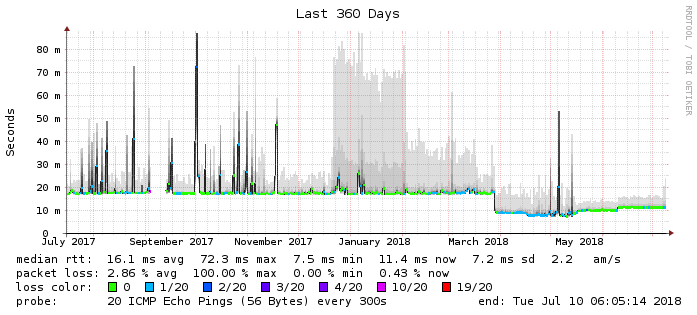 Last 360 Days
RRDTOOL / TOBI OETIKER
Seconds
80 m
70 m
60 m
50 m
40 m
30 m
20 m
10 m
0
July 2017 September 2017 November 2017 January 2018 March 2018 May 2018
median rtt: 16.1 ms avg 72.3 ms max 7.5 ms min 11.4 ms now 7.2 ms sd 2.2 am/s
packet loss: 2.86 % avg 100.00 % max 0.00 % min 0.43 % now
loss color: 0 1/20 2/20 3/20 4/20 10/20 19/20
probe: 20 ICMP Echo Pings (56 Bytes) every 300s end: Tue Jul 10 06:05:14 2018